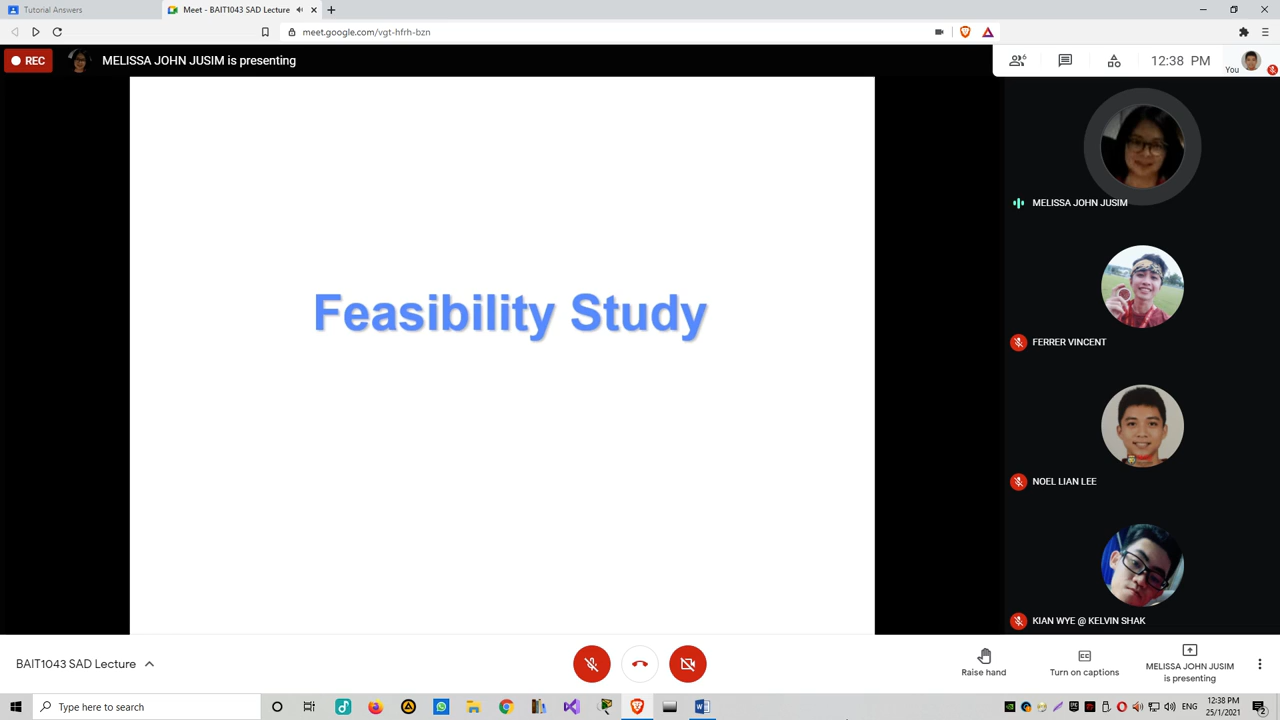 Tutorial Answers
Meet - BAIT1043 SAD Lecture
meet.google.com/vgt-hfrh-bzn
REC
MELISSA JOHN JUSIM is presenting
6
12:38 PM
You
Feasibility Study
MELISSA JOHN JUSIM
FERRER VINCENT
NOEL LIAN LEE
KIAN WYE @ KELVIN SHAK
BAIT1043 SAD Lecture
Raise hand
Turn on captions
MELISSA JOHN JUSIM
is presenting
Type here to search
ENG
12:38 PM
25/1/2021
2